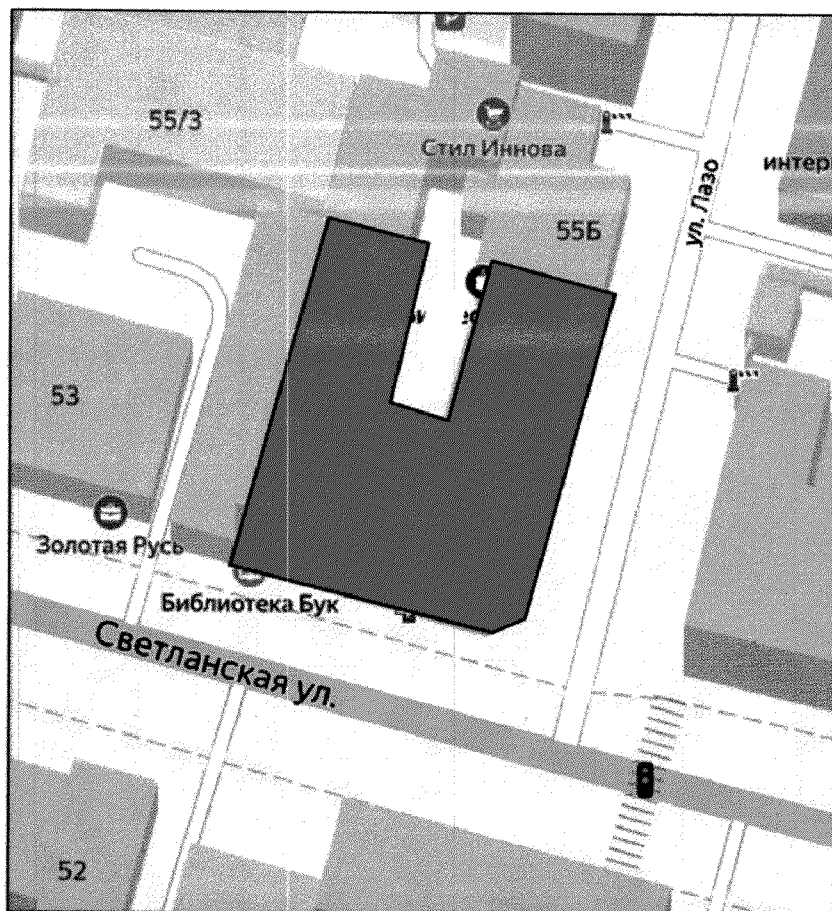 55/3
Стил Иннова
интер
55Б
ул. Лазо
53
Золотая Русь
Библиотека Бук
Светланская ул.
52